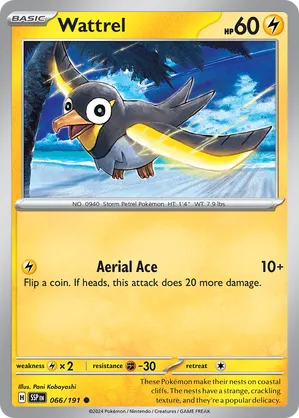 BASIC
Wattrel
HP 60
NO. 0940 Storm Petrel Pokémon HT: 1'4" WT: 7.9 lbs
Aerial Ace 10+
Flip a coin. If heads, this attack does 20 more damage.
weakness ×2 resistance -30 retreat
Illus. Pani Kobayashi
H SSP EN 066/191
These Pokémon make their nests on
coastal cliffs. The nests have a strange, crackling
texture, and they're a popular delicacy.
©2024 Pokémon / Nintendo / Creatures / GAME FREAK